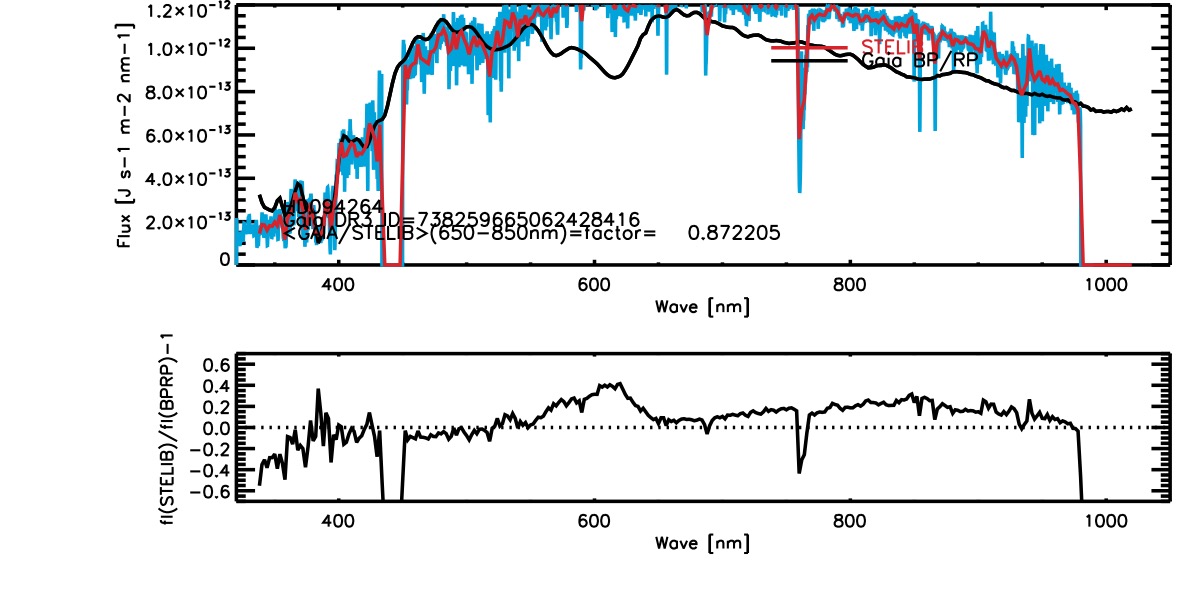 1.2×10⁻¹²
1.0×10⁻¹²
8.0×10⁻¹³
6.0×10⁻¹³
4.0×10⁻¹³
2.0×10⁻¹³
0
Flux [J s−1 m−2 nm−1]
STELIB
Gaia BP/RP
HD094264
Gaia DR3 ID=738259665062428416
<GAIA/STELIB>(650−850nm)=factor= 0.872205
400 600 800 1000
Wave [nm]
0.6
0.4
0.2
0.0
−0.2
−0.4
−0.6
fl(STELIB)/fl(BPRP)−1
400 600 800 1000
Wave [nm]